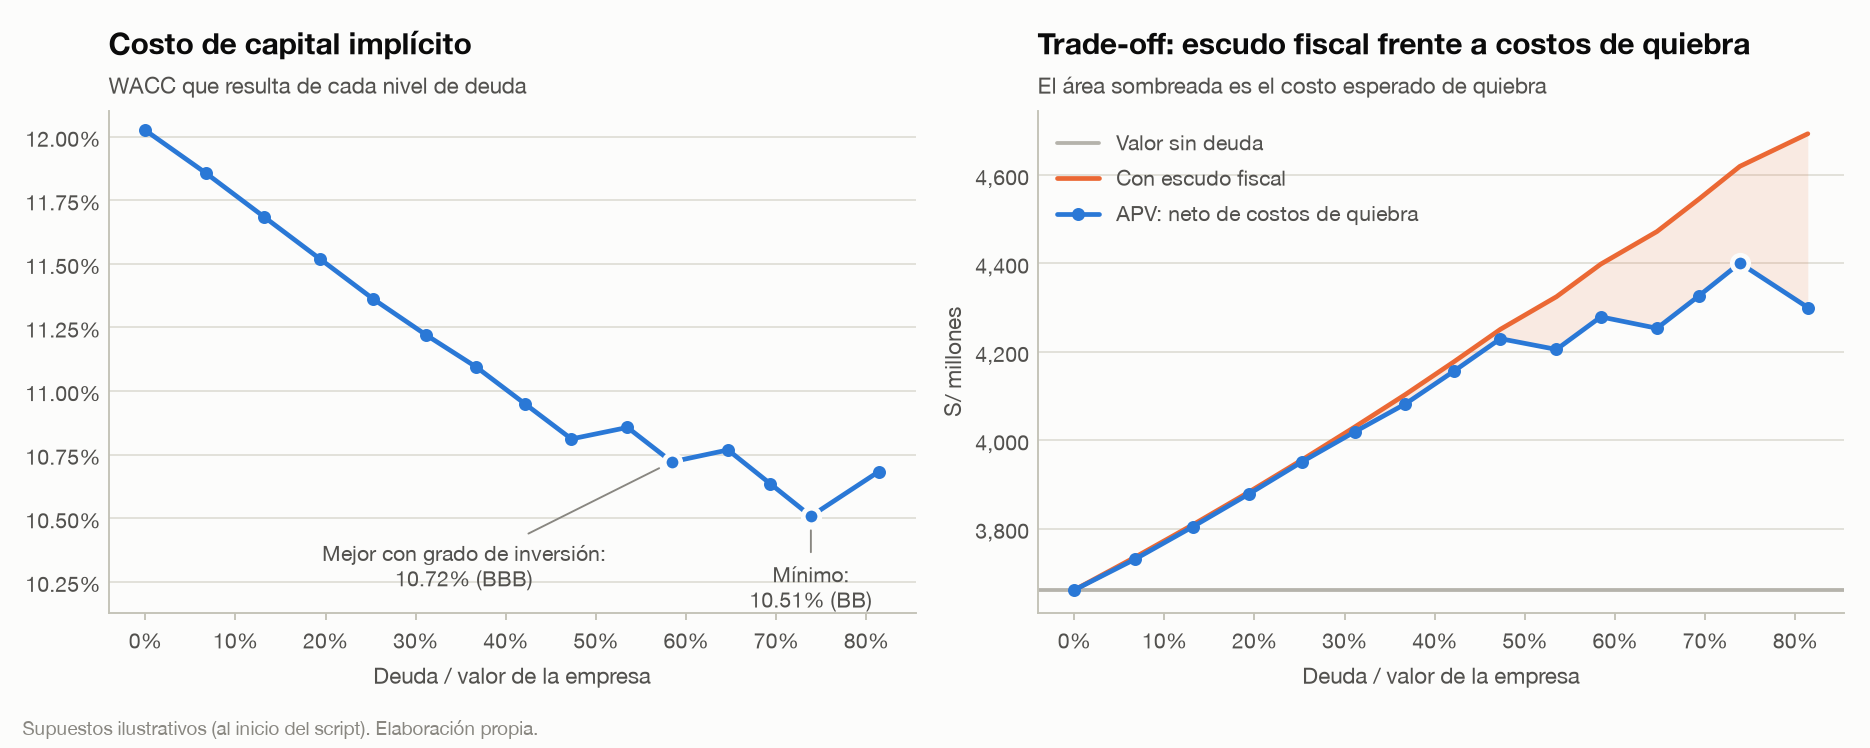 Costo de capital implícito
WACC que resulta de cada nivel de deuda
12.00%
11.75%
11.50%
11.25%
11.00%
10.75%
10.50%
10.25%
Mejor con grado de inversión:
10.72% (BBB)
Mínimo:
10.51% (BB)
0% 10% 20% 30% 40% 50% 60% 70% 80%
Deuda / valor de la empresa
Trade-off: escudo fiscal frente a costos de quiebra
El área sombreada es el costo esperado de quiebra
Valor sin deuda
Con escudo fiscal
APV: neto de costos de quiebra
S/ millones
4,600
4,400
4,200
4,000
3,800
0% 10% 20% 30% 40% 50% 60% 70% 80%
Deuda / valor de la empresa
Supuestos ilustrativos (al inicio del script). Elaboración propia.